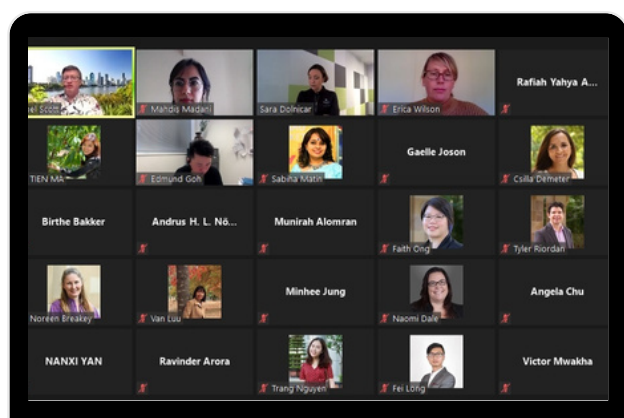 el Scott
Mahdis Madani
Sara Dolnicar
Erica Wilson
Rafiah Yahya A...
TIEN MA
Edmund Goh
Sabiha Matin
Gaelle Joson
Csilla Demeter
Birthe Bakker
Andrus H. L. Nõ...
Munirah Alomran
Faith Ong
Tyler Riordan
Noreen Breakey
Van Luu
Minhee Jung
Naomi Dale
Angela Chu
NANXI YAN
Ravinder Arora
Trang Nguyen
Fei Long
Victor Mwakha